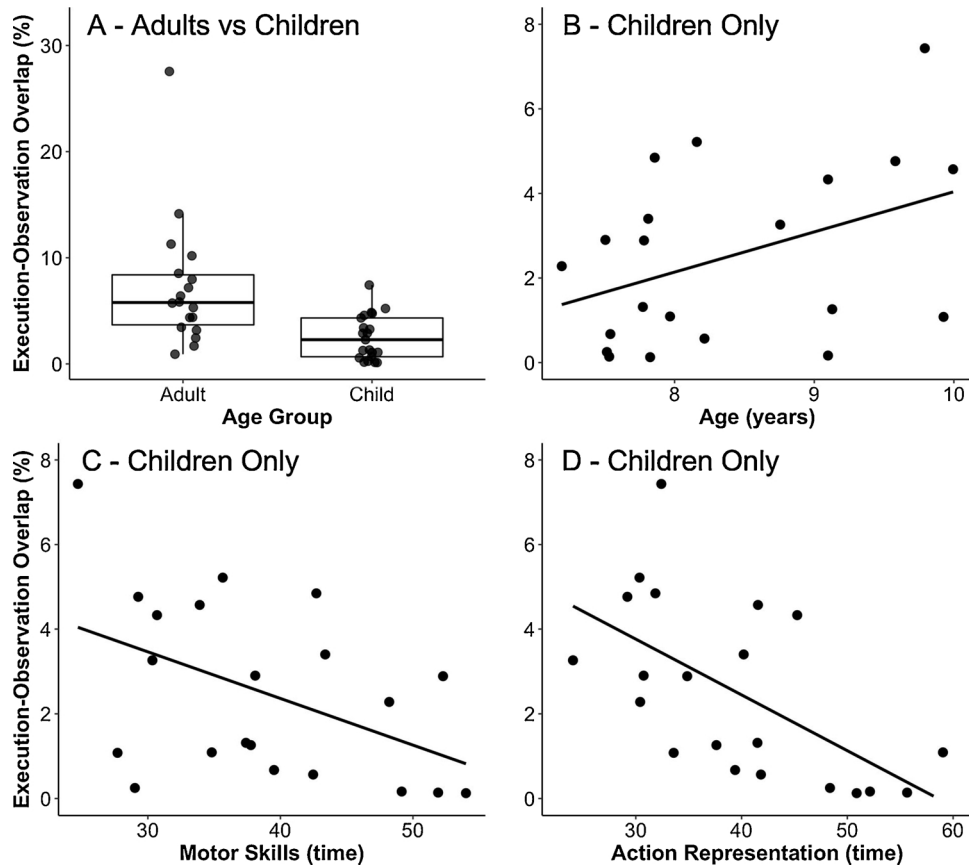 A - Adults vs Children
Execution-Observation Overlap (%)
30
20
10
0
Adult
Child
Age Group
B - Children Only
8
6
4
2
0
8
9
10
Age (years)
C - Children Only
Execution-Observation Overlap (%)
8
6
4
2
0
30
40
50
Motor Skills (time)
D - Children Only
8
6
4
2
0
30
40
50
60
Action Representation (time)